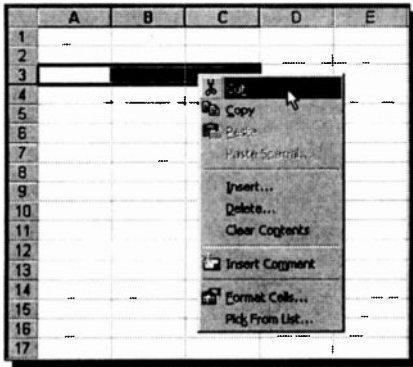 A B C D E
1
2
3
4
5
6
7
8
9
10
11
12
13
14
15
16
17
Cut
Copy
Paste
Paste Special...
Insert...
Delete...
Clear Contents
Insert Comment
Format Cells...
Pick From List...